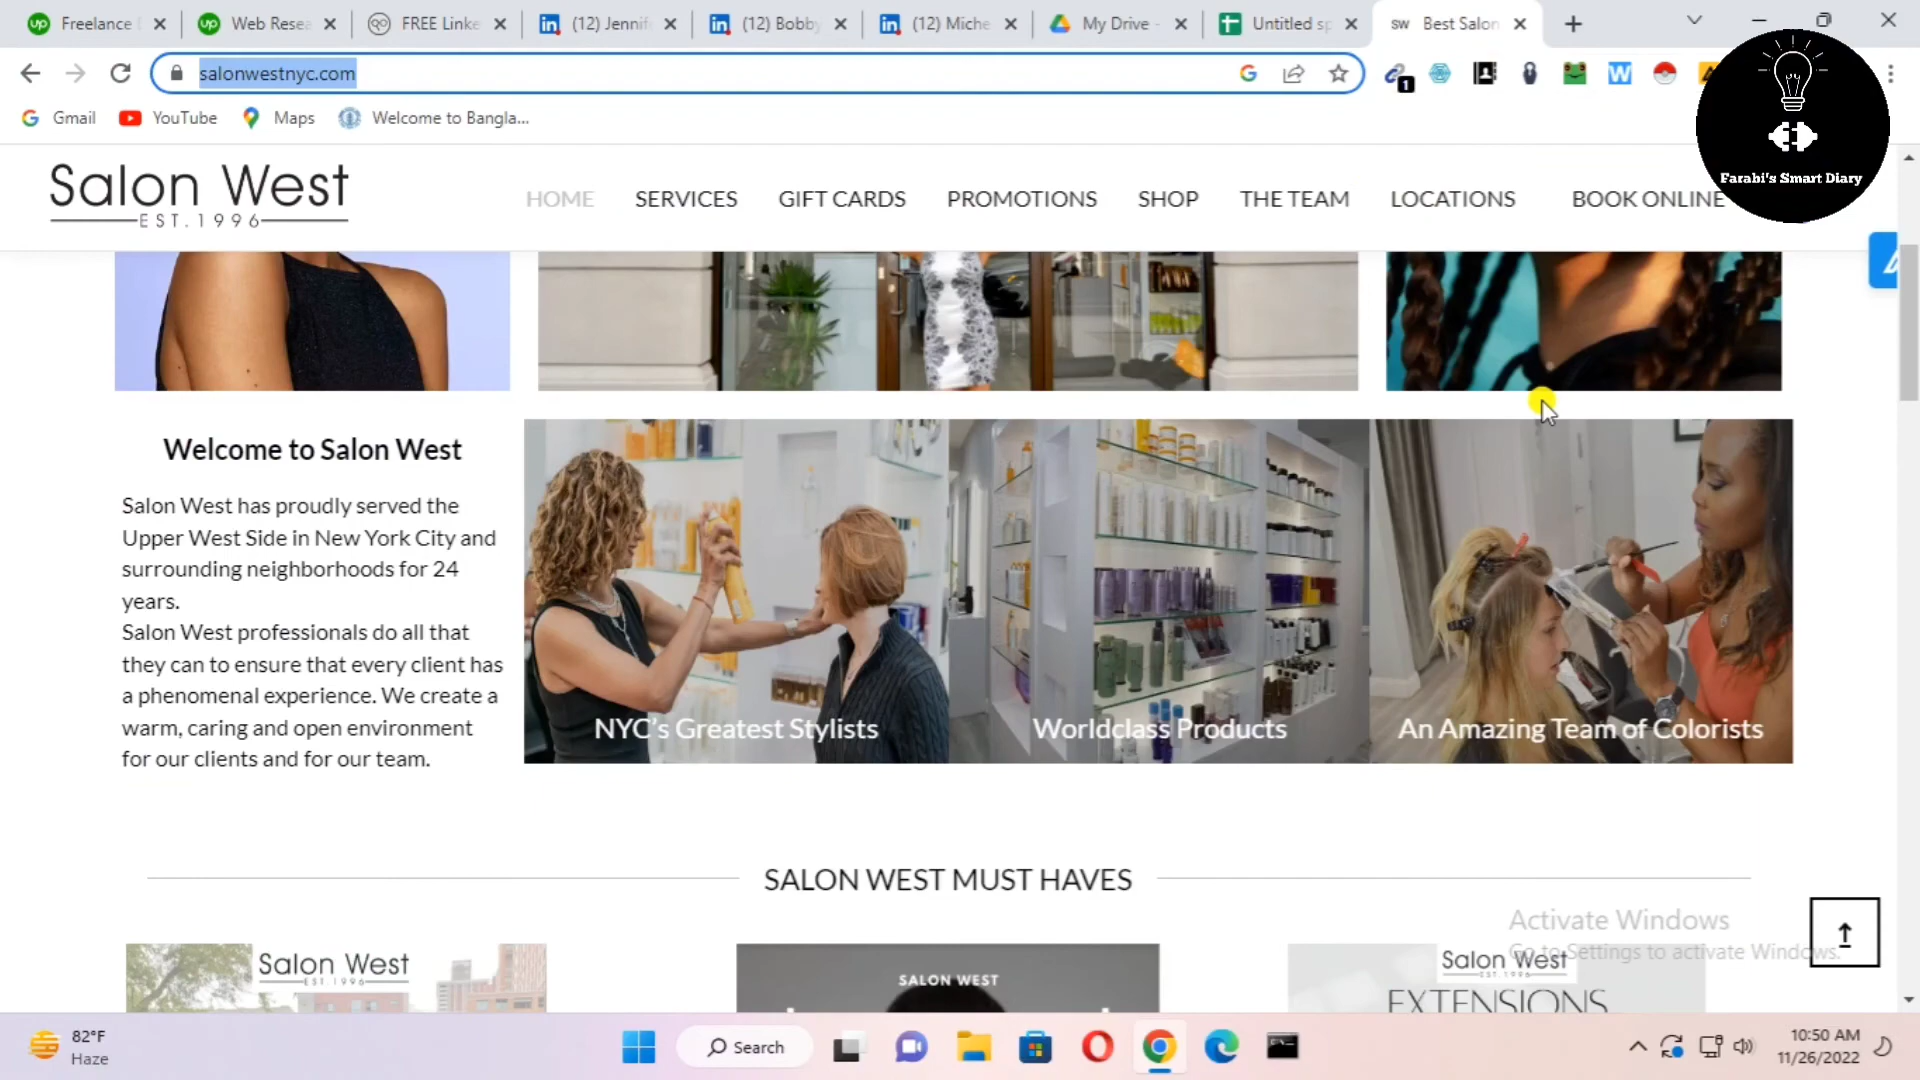 Freelance
Web Resea
FREE Linke
(12) Jennif
(12) Bobby
(12) Miche
My Drive -
Untitled sp
SW Best Salon
salonwestnyc.com
1
Gmail
YouTube
Maps
Welcome to Bangla...
Farabi's Smart Diary
Salon West
EST.1996
HOME
SERVICES
GIFT CARDS
PROMOTIONS
SHOP
THE TEAM
LOCATIONS
BOOK ONLINE
Welcome to Salon West
Salon West has proudly served the
Upper West Side in New York City and
surrounding neighborhoods for 24
years.
Salon West professionals do all that
they can to ensure that every client has
a phenomenal experience. We create a
warm, caring and open environment
for our clients and for our team.
NYC's Greatest Stylists
Worldclass Products
An Amazing Team of Colorists
SALON WEST MUST HAVES
Salon West
EST.1996
SALON WEST
Salon West
EST.1996
EXTENSIONS
Activate Windows
Go to Settings to activate Windows.
82°F
Haze
Search
10:50 AM
11/26/2022